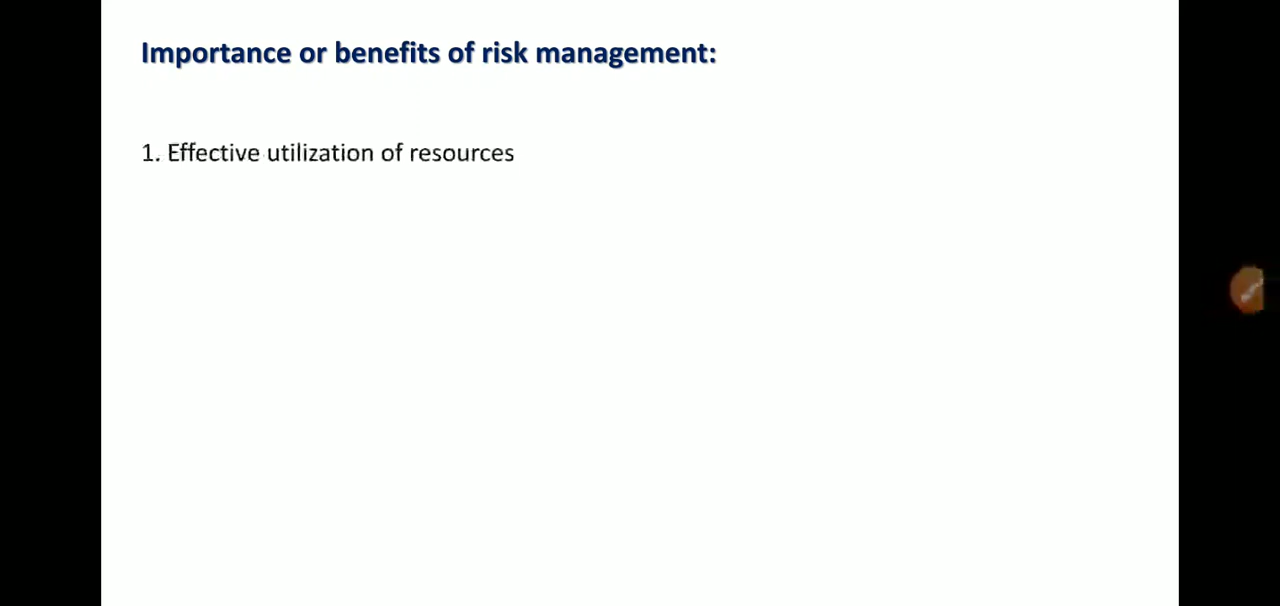 Importance or benefits of risk management:
1. Effective utilization of resources